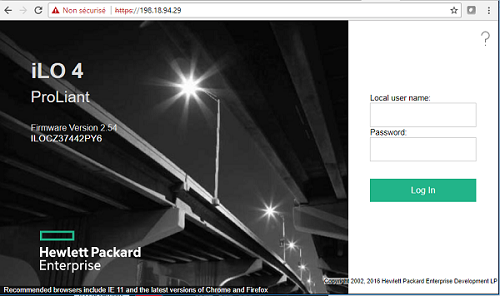 Non sécurisé | https://198.18.94.29
?
iLO 4
ProLiant
Firmware Version 2.54
ILOCZ37442PY6
Local user name:
Password:
Log In
Hewlett Packard
Enterprise
Copyright 2002, 2016 Hewlett Packard Enterprise Development LP
Recommended browsers include IE 11 and the latest versions of Chrome and Firefox